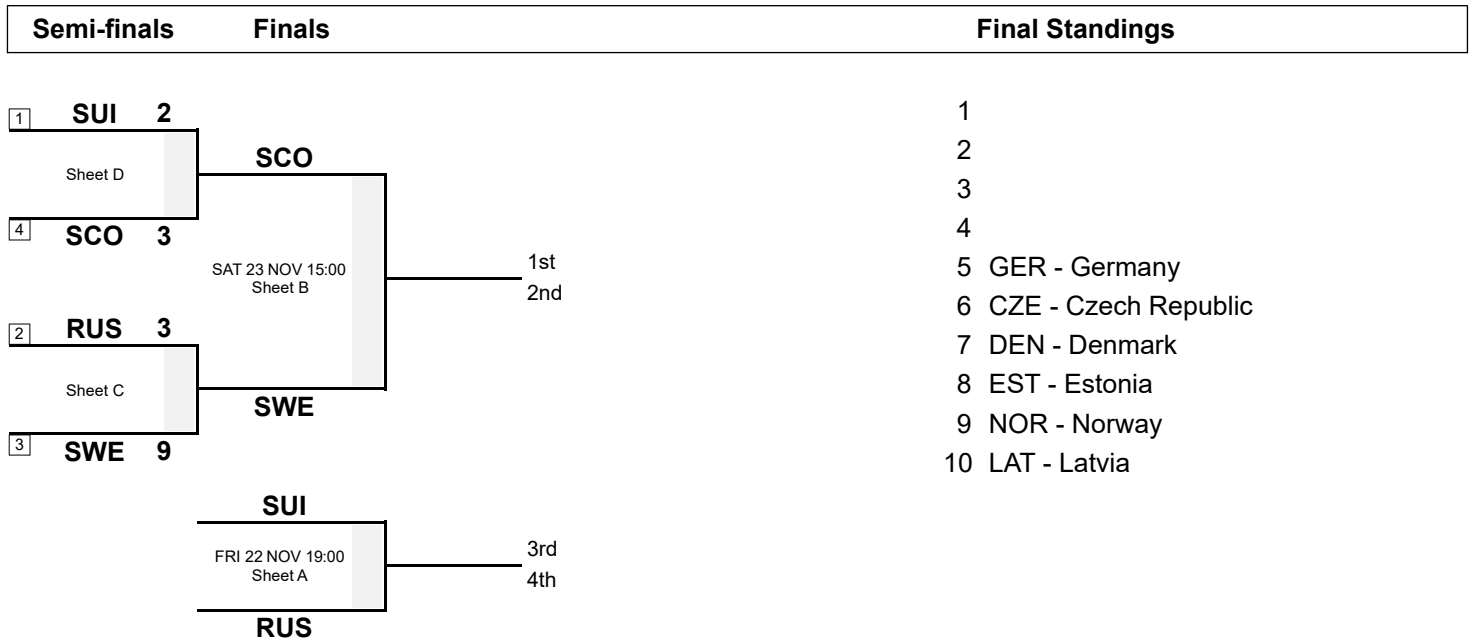 Semi-finals Finals Final Standings
1 SUI 2
Sheet D
4 SCO 3
SCO
SAT 23 NOV 15:00
Sheet B
SWE
1st
2nd
2 RUS 3
Sheet C
3 SWE 9
SUI
FRI 22 NOV 19:00
Sheet A
RUS
3rd
4th
1
2
3
4
5 GER - Germany
6 CZE - Czech Republic
7 DEN - Denmark
8 EST - Estonia
9 NOR - Norway
10 LAT - Latvia